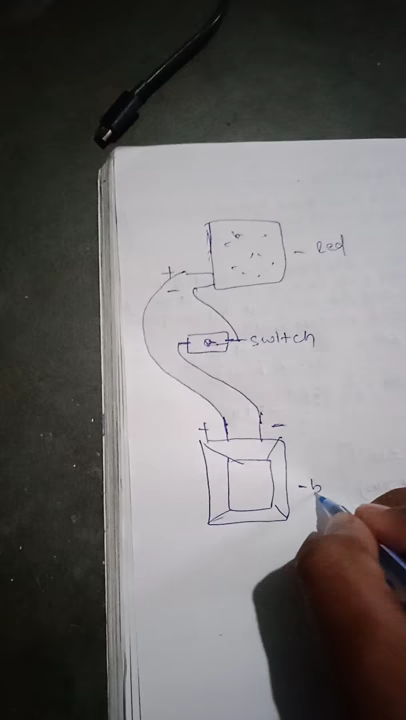 - led
+
-
- switch
+ -
- b